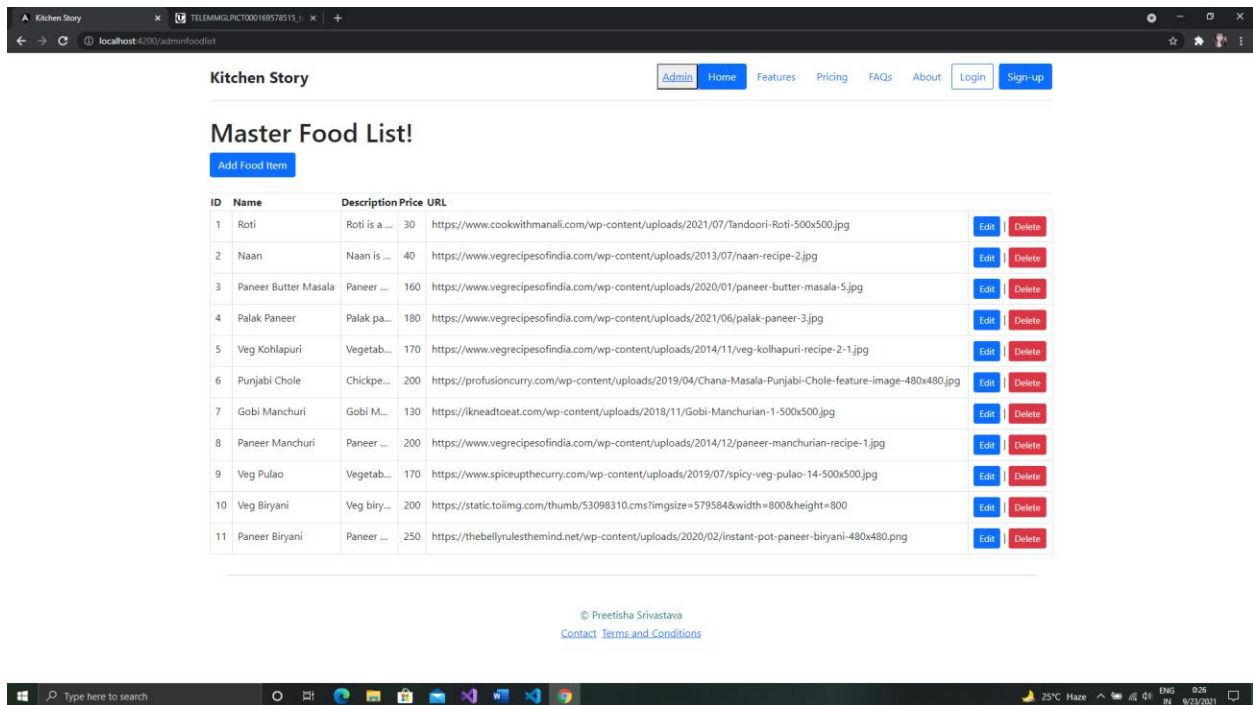 Kitchen Story
TELEMMGLPICT000169578515_
localhost:4200/adminfoodlist
Kitchen Story Admin Home Features Pricing FAQs About Login Sign-up
Master Food List!
Add Food Item
ID Name Description Price URL
1 Roti Roti is a ... 30 https://www.cookwithmanali.com/wp-content/uploads/2021/07/Tandoori-Roti-500x500.jpg Edit | Delete
2 Naan Naan is ... 40 https://www.vegrecipesofindia.com/wp-content/uploads/2013/07/naan-recipe-2.jpg Edit | Delete
3 Paneer Butter Masala Paneer ... 160 https://www.vegrecipesofindia.com/wp-content/uploads/2020/01/paneer-butter-masala-5.jpg Edit | Delete
4 Palak Paneer Palak pa... 180 https://www.vegrecipesofindia.com/wp-content/uploads/2021/06/palak-paneer-3.jpg Edit | Delete
5 Veg Kohlapuri Vegetab... 170 https://www.vegrecipesofindia.com/wp-content/uploads/2014/11/veg-kolhapuri-recipe-2-1.jpg Edit | Delete
6 Punjabi Chole Chickpe... 200 https://profusioncurry.com/wp-content/uploads/2019/04/Chana-Masala-Punjabi-Chole-feature-image-480x480.jpg Edit | Delete
7 Gobi Manchuri Gobi M... 130 https://ikneadtoeat.com/wp-content/uploads/2018/11/Gobi-Manchurian-1-500x500.jpg Edit | Delete
8 Paneer Manchuri Paneer ... 200 https://www.vegrecipesofindia.com/wp-content/uploads/2014/12/paneer-manchurian-recipe-1.jpg Edit | Delete
9 Veg Pulao Vegetab... 170 https://www.spiceupthecurry.com/wp-content/uploads/2019/07/spicy-veg-pulao-14-500x500.jpg Edit | Delete
10 Veg Biryani Veg biry... 200 https://static.toiimg.com/thumb/53098310.cms?imgsize=579584&width=800&height=800 Edit | Delete
11 Paneer Biryani Paneer ... 250 https://thebellyrulesthemind.net/wp-content/uploads/2020/02/instant-pot-paneer-biryani-480x480.png Edit | Delete
© Preetisha Srivastava
Contact Terms and Conditions
Type here to search 25°C Haze ENG 0:26
IN 9/23/2021